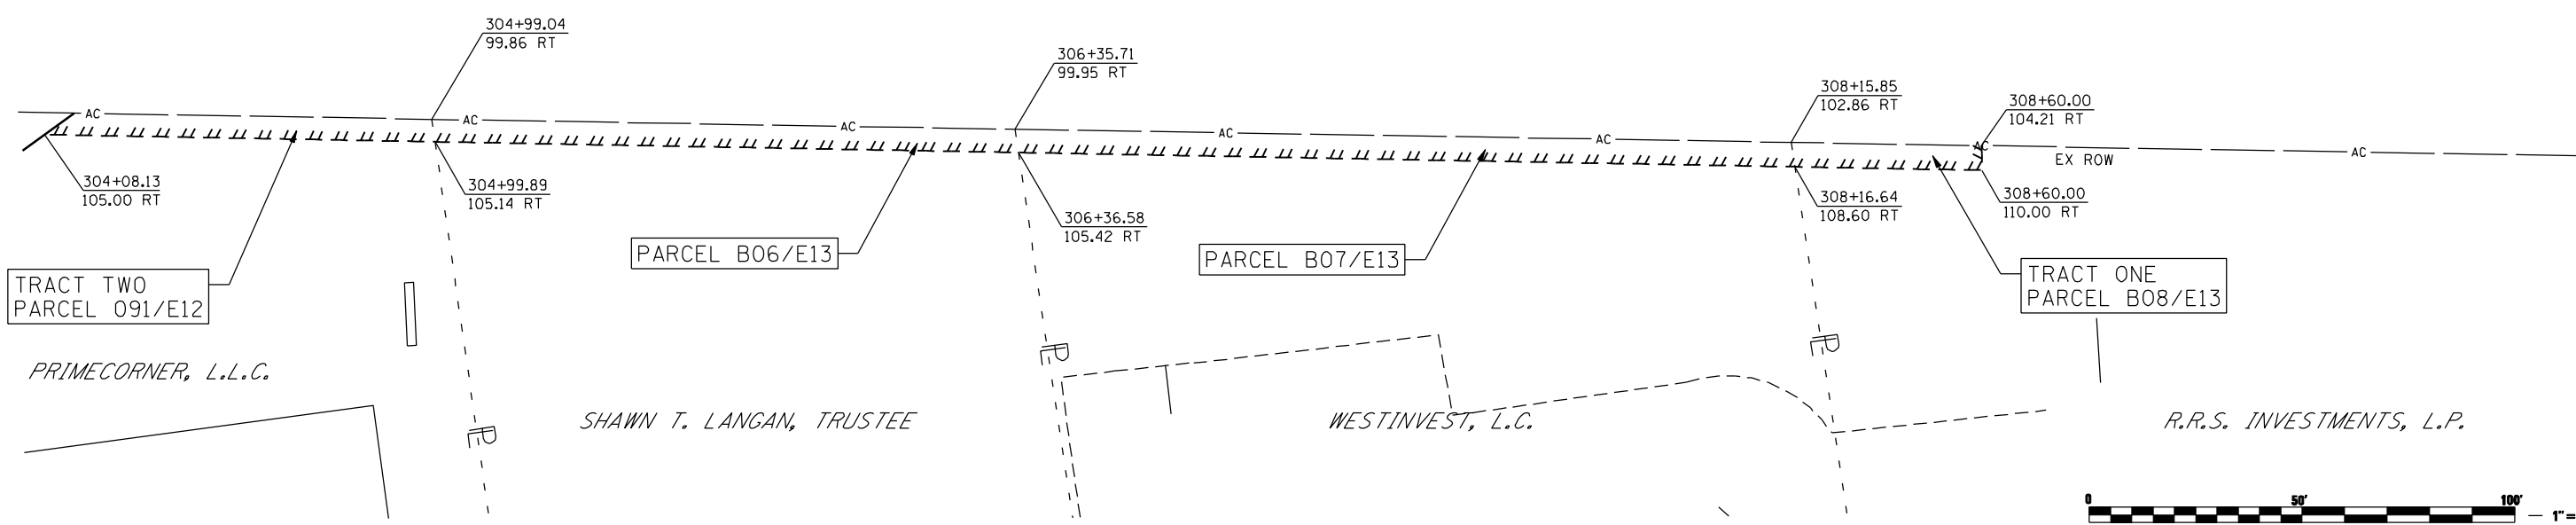 304+99.04
99.86 RT
306+35.71
99.95 RT
308+15.85
102.86 RT
308+60.00
104.21 RT
AC
AC
AC
AC
AC
AC
AC
EX ROW
304+08.13
105.00 RT
304+99.89
105.14 RT
306+36.58
105.42 RT
308+16.64
108.60 RT
308+60.00
110.00 RT
TRACT TWO
PARCEL 091/E12
PARCEL B06/E13
PARCEL B07/E13
TRACT ONE
PARCEL B08/E13
PL
PL
PL
PRIMECORNER, L.L.C.
SHAWN T. LANGAN, TRUSTEE
WESTINVEST, L.C.
R.R.S. INVESTMENTS, L.P.
0 50' 100'
1"=